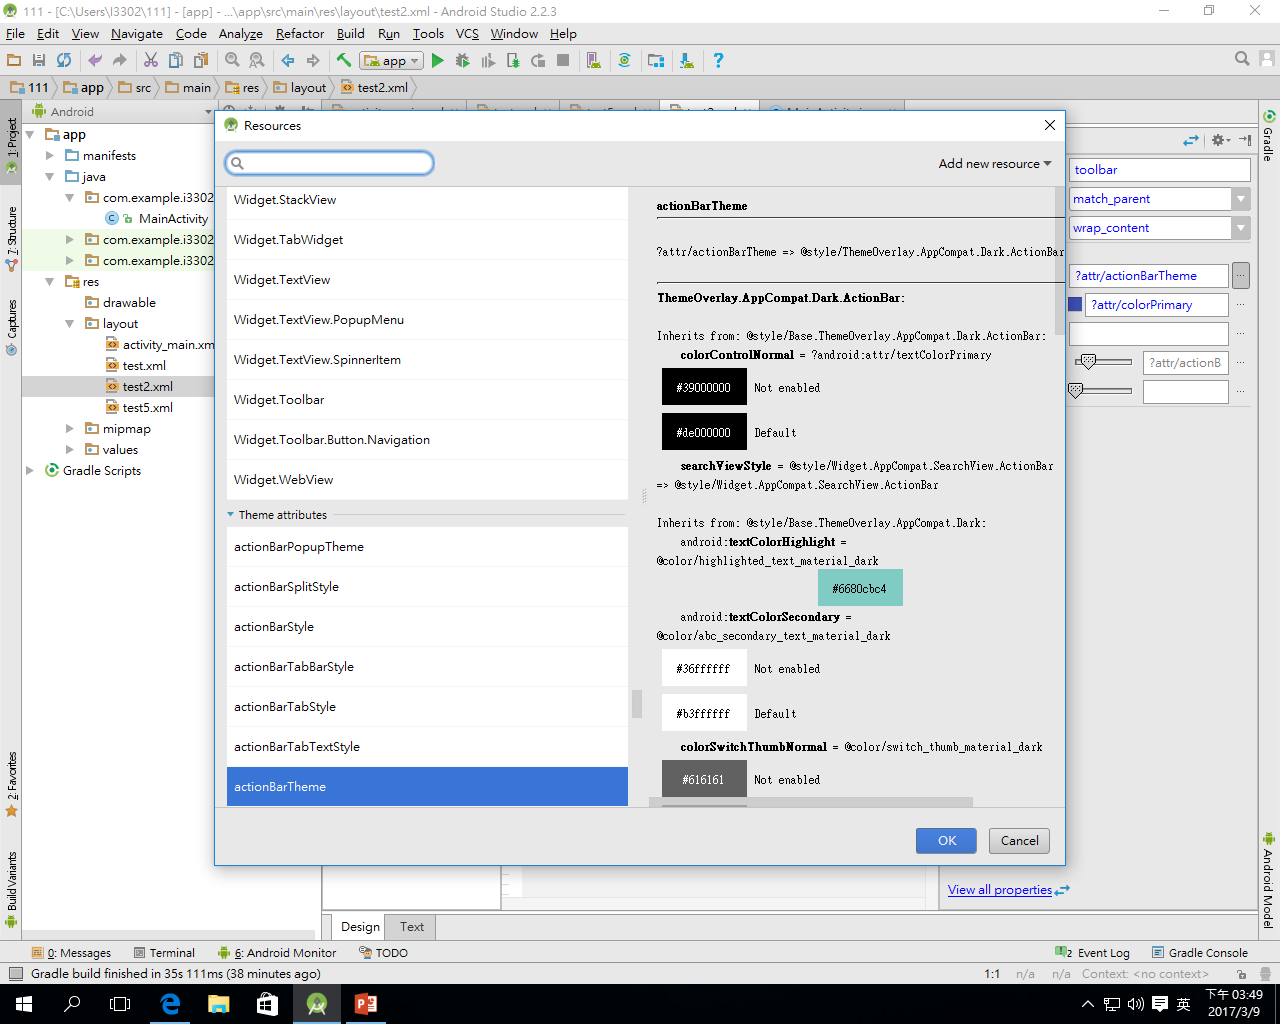 111 - [C:\Users\I3302\111] - [app] - ...\app\src\main\res\layout\test2.xml - Android Studio 2.2.3
File Edit View Navigate Code Analyze Refactor Build Run Tools VCS Window Help
app
111 app src main res layout test2.xml
Android
1: Project
7: Structure
Captures
2: Favorites
Build Variants
app
manifests
java
com.example.i3302
MainActivity
com.example.i3302
com.example.i3302
res
drawable
layout
activity_main.xm
test.xml
test2.xml
test5.xml
mipmap
values
Gradle Scripts
Resources
Add new resource
Widget.StackView
Widget.TabWidget
Widget.TextView
Widget.TextView.PopupMenu
Widget.TextView.SpinnerItem
Widget.Toolbar
Widget.Toolbar.Button.Navigation
Widget.WebView
Theme attributes
actionBarPopupTheme
actionBarSplitStyle
actionBarStyle
actionBarTabBarStyle
actionBarTabStyle
actionBarTabTextStyle
actionBarTheme
actionBarTheme
?attr/actionBarTheme => @style/ThemeOverlay.AppCompat.Dark.ActionBar
ThemeOverlay.AppCompat.Dark.ActionBar:
Inherits from: @style/Base.ThemeOverlay.AppCompat.Dark.ActionBar:
colorControlNormal = ?android:attr/textColorPrimary
#39000000 Not enabled
#de000000 Default
searchViewStyle = @style/Widget.AppCompat.SearchView.ActionBar
=> @style/Widget.AppCompat.SearchView.ActionBar
Inherits from: @style/Base.ThemeOverlay.AppCompat.Dark:
android:textColorHighlight =
@color/highlighted_text_material_dark
#6680cbc4
android:textColorSecondary =
@color/abc_secondary_text_material_dark
#36ffffff Not enabled
#b3ffffff Default
colorSwitchThumbNormal = @color/switch_thumb_material_dark
#616161 Not enabled
OK Cancel
toolbar
match_parent
wrap_content
?attr/actionBarTheme ...
?attr/colorPrimary ...
...
?attr/actionB ...
...
View all properties
Gradle
Android Model
Design Text
0: Messages Terminal 6: Android Monitor TODO
2 Event Log Gradle Console
Gradle build finished in 35s 111ms (38 minutes ago)
1:1 n/a n/a Context: <no context>
英
下午 03:49
2017/3/9